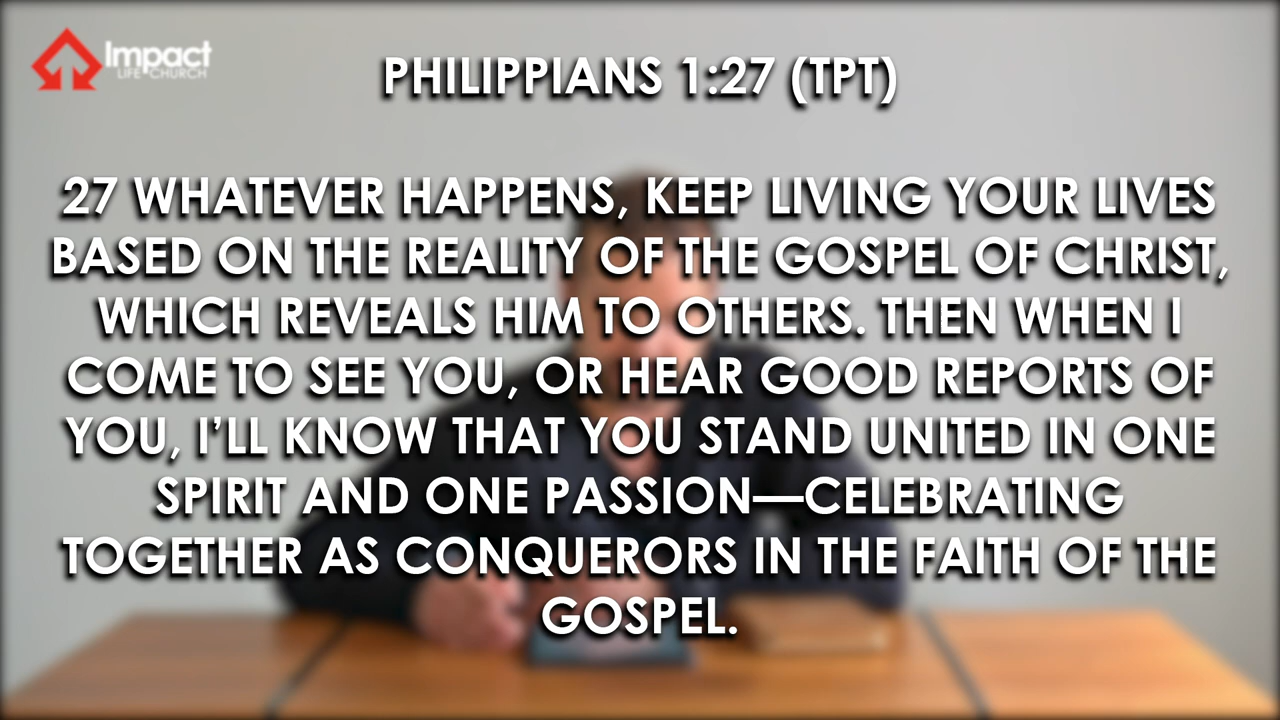 Impact
LIFE CHURCH
PHILIPPIANS 1:27 (TPT)
27 WHATEVER HAPPENS, KEEP LIVING YOUR LIVES
BASED ON THE REALITY OF THE GOSPEL OF CHRIST,
WHICH REVEALS HIM TO OTHERS. THEN WHEN I
COME TO SEE YOU, OR HEAR GOOD REPORTS OF
YOU, I’LL KNOW THAT YOU STAND UNITED IN ONE
SPIRIT AND ONE PASSION—CELEBRATING
TOGETHER AS CONQUERORS IN THE FAITH OF THE
GOSPEL.